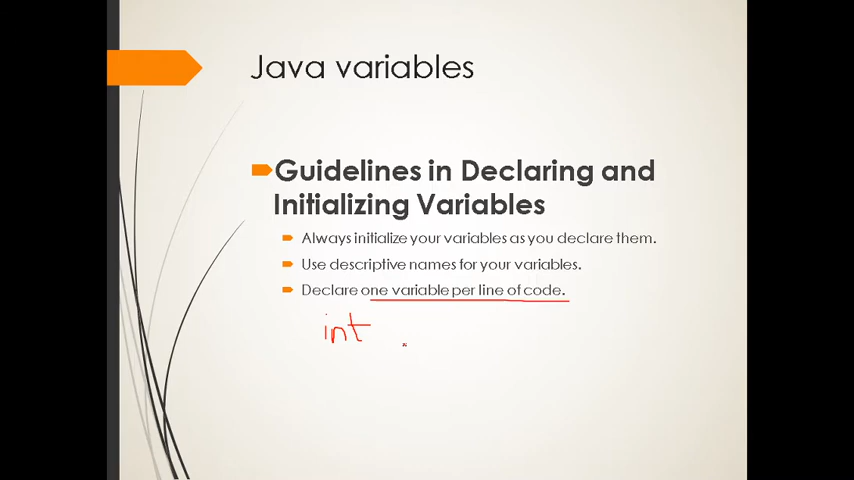 Java variables
Guidelines in Declaring and
Initializing Variables
Always initialize your variables as you declare them.
Use descriptive names for your variables.
Declare one variable per line of code.
int